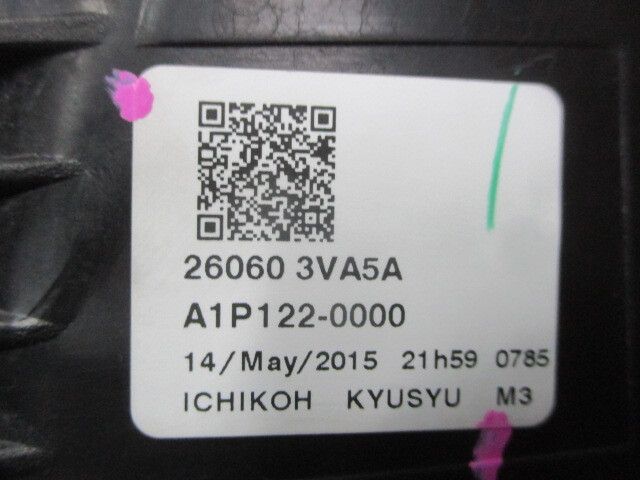 26060 3VA5A
A1P122-0000
14/May/2015 21h59 0785
ICHIKOH KYUSYU M3